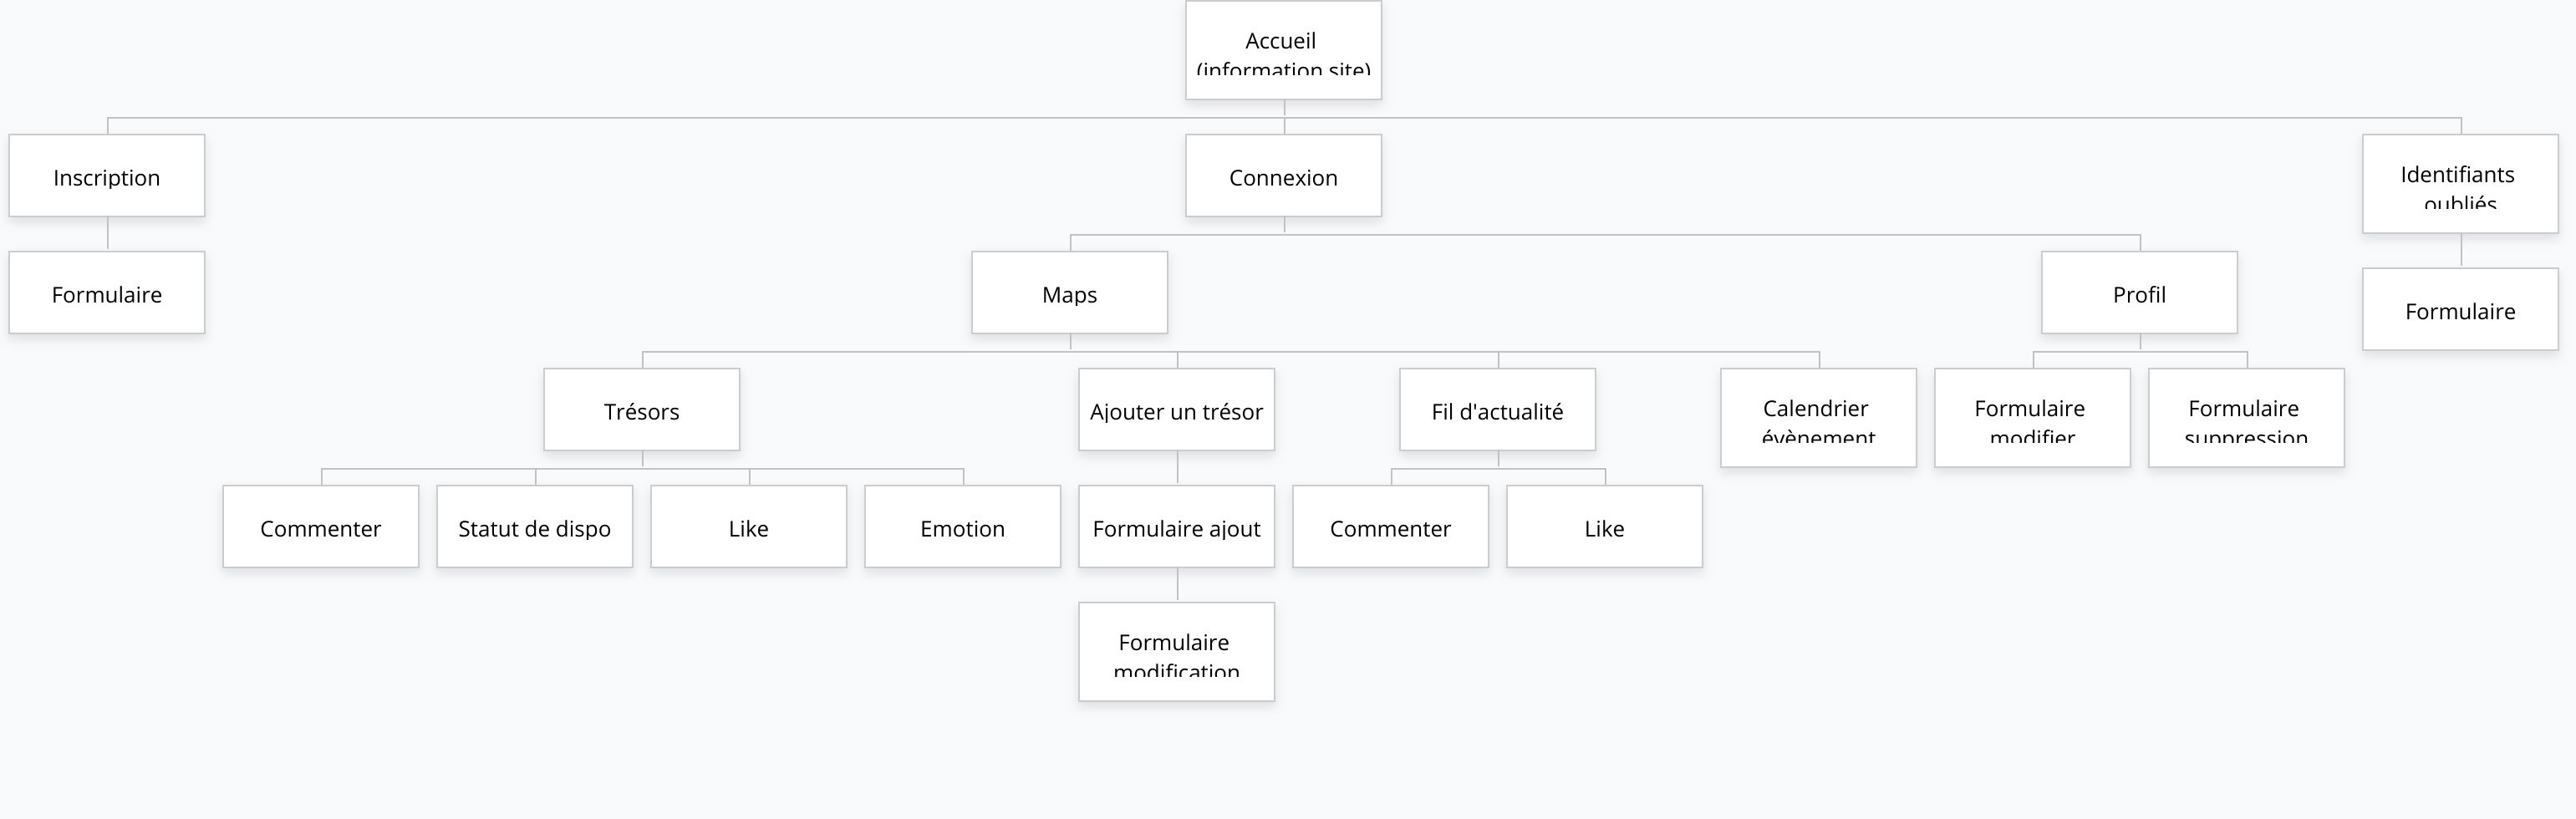 Accueil
(information site)
Inscription
Connexion
Identifiants
oubliés
Formulaire
Maps
Profil
Formulaire
Trésors
Ajouter un trésor
Fil d'actualité
Calendrier
évènement
Formulaire
modifier
Formulaire
suppression
Commenter
Statut de dispo
Like
Emotion
Formulaire ajout
Commenter
Like
Formulaire
modification